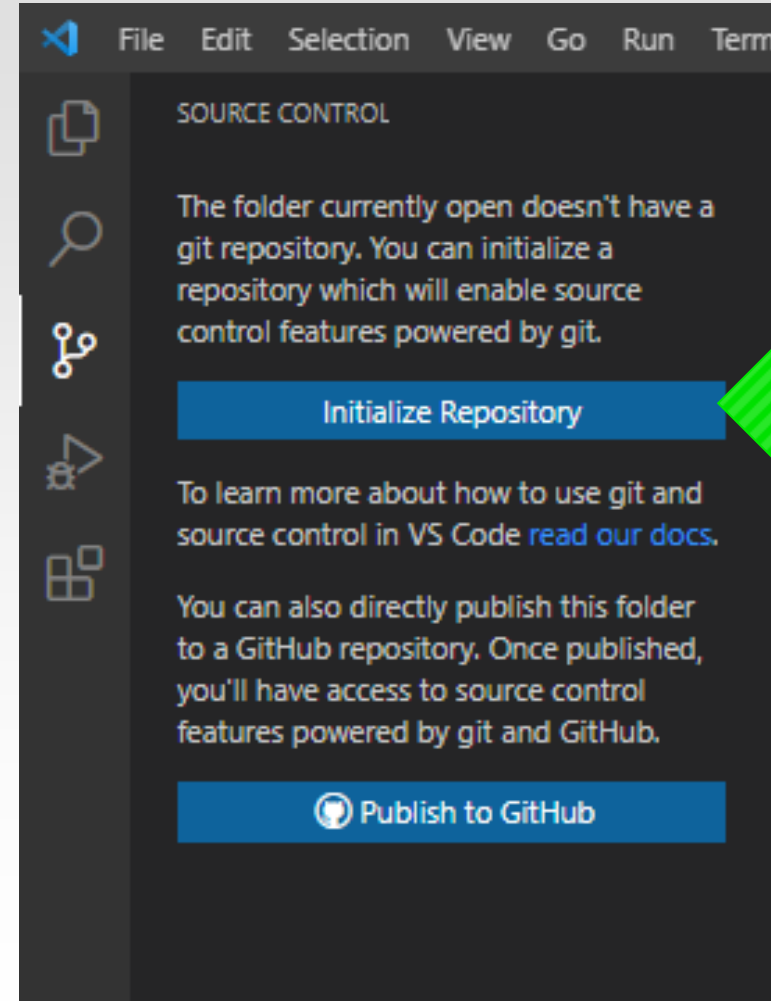 File Edit Selection View Go Run Term
SOURCE CONTROL
The folder currently open doesn't have a
git repository. You can initialize a
repository which will enable source
control features powered by git.
Initialize Repository
To learn more about how to use git and
source control in VS Code read our docs.
You can also directly publish this folder
to a GitHub repository. Once published,
you'll have access to source control
features powered by git and GitHub.
Publish to GitHub